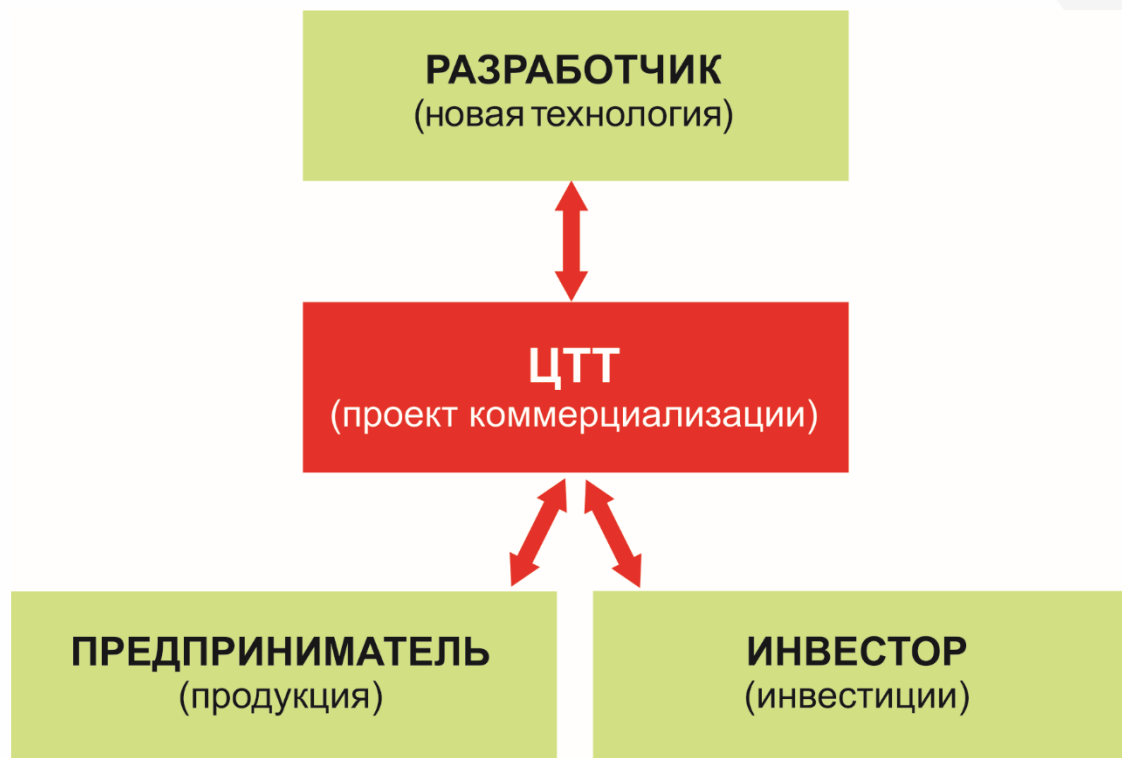 РАЗРАБОТЧИК
(новая технология)
ЦТТ
(проект коммерциализации)
ПРЕДПРИНИМАТЕЛЬ
(продукция)
ИНВЕСТОР
(инвестиции)